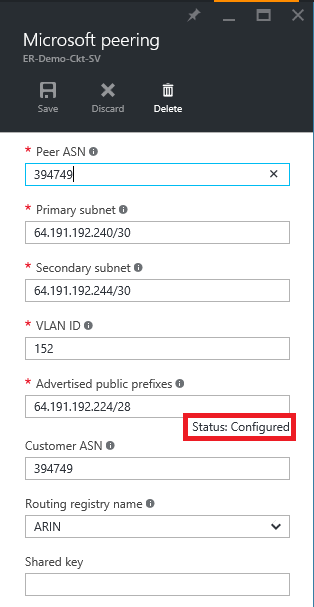 Microsoft peering
ER-Demo-Ckt-SV
Save Discard Delete
* Peer ASN
394749
* Primary subnet
64.191.192.240/30
* Secondary subnet
64.191.192.244/30
* VLAN ID
152
* Advertised public prefixes
64.191.192.224/28
Status: Configured
Customer ASN
394749
Routing registry name
ARIN
Shared key